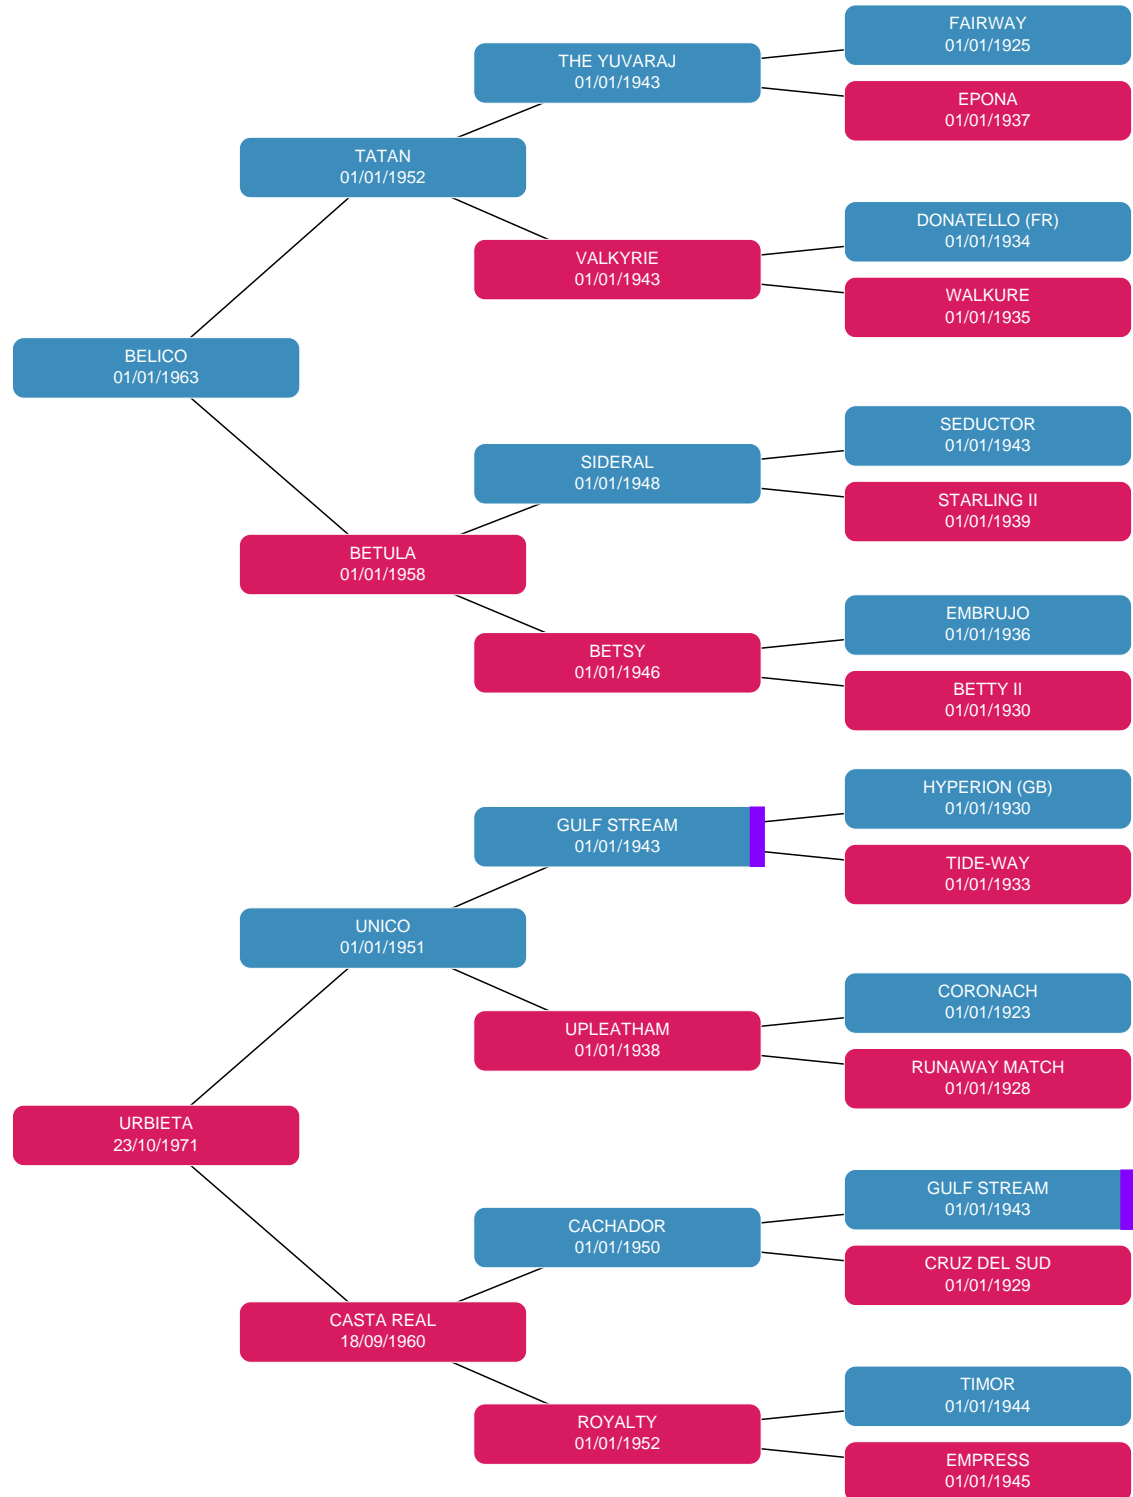 FAIRWAY
01/01/1925
THE YUVARAJ
01/01/1943
EPONA
01/01/1937
TATAN
01/01/1952
DONATELLO (FR)
01/01/1934
VALKYRIE
01/01/1943
WALKURE
01/01/1935
BELICO
01/01/1963
SEDUCTOR
01/01/1943
SIDERAL
01/01/1948
STARLING II
01/01/1939
BETULA
01/01/1958
EMBRUJO
01/01/1936
BETSY
01/01/1946
BETTY II
01/01/1930
HYPERION (GB)
01/01/1930
GULF STREAM
01/01/1943
TIDE-WAY
01/01/1933
UNICO
01/01/1951
CORONACH
01/01/1923
UPLEATHAM
01/01/1938
RUNAWAY MATCH
01/01/1928
URBIETA
23/10/1971
GULF STREAM
01/01/1943
CACHADOR
01/01/1950
CRUZ DEL SUD
01/01/1929
CASTA REAL
18/09/1960
TIMOR
01/01/1944
ROYALTY
01/01/1952
EMPRESS
01/01/1945